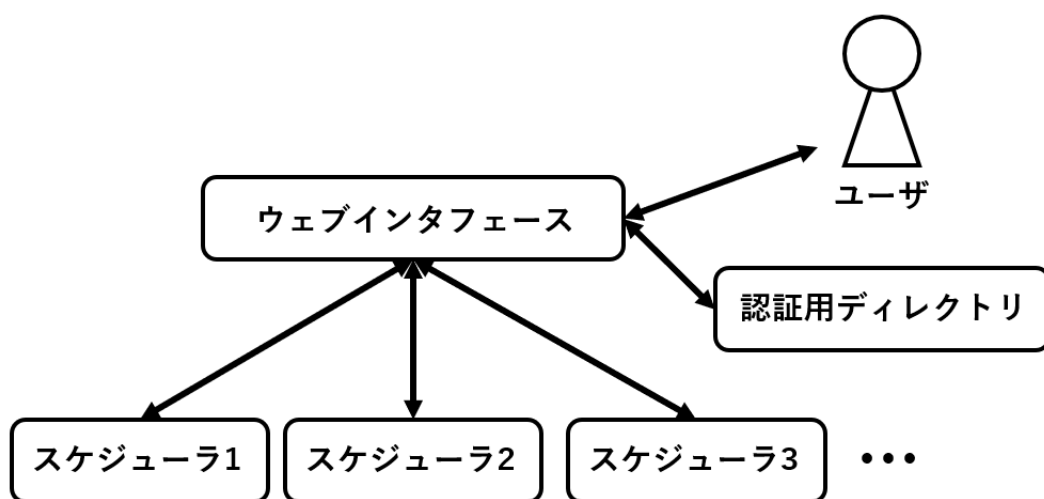 ユーザ
ウェブインタフェース
認証用ディレクトリ
スケジューラ1
スケジューラ2
スケジューラ3
•••